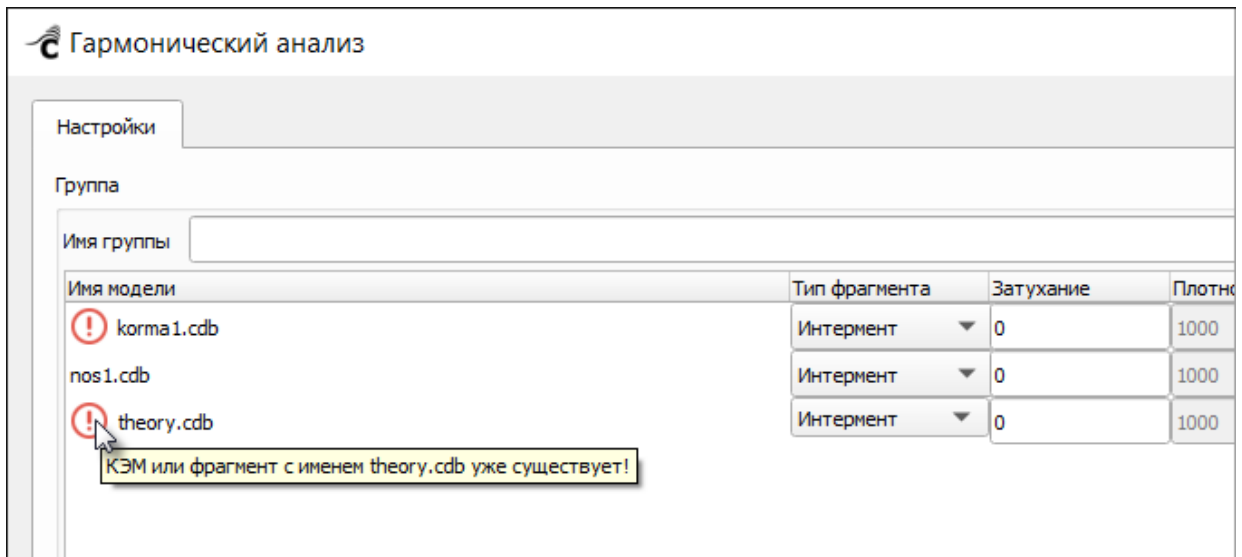 Гармонический анализ
Настройки
Группа
Имя группы
Имя модели Тип фрагмента Затухание Плотно
korma1.cdb Интермент 0 1000
nos1.cdb Интермент 0 1000
theory.cdb Интермент 0 1000
КЭМ или фрагмент с именем theory.cdb уже существует!